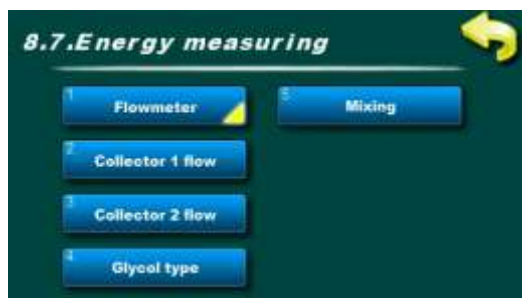 8.7.Energy measuring
1 Flowmeter
5 Mixing
2 Collector 1 flow
3 Collector 2 flow
4 Glycol type